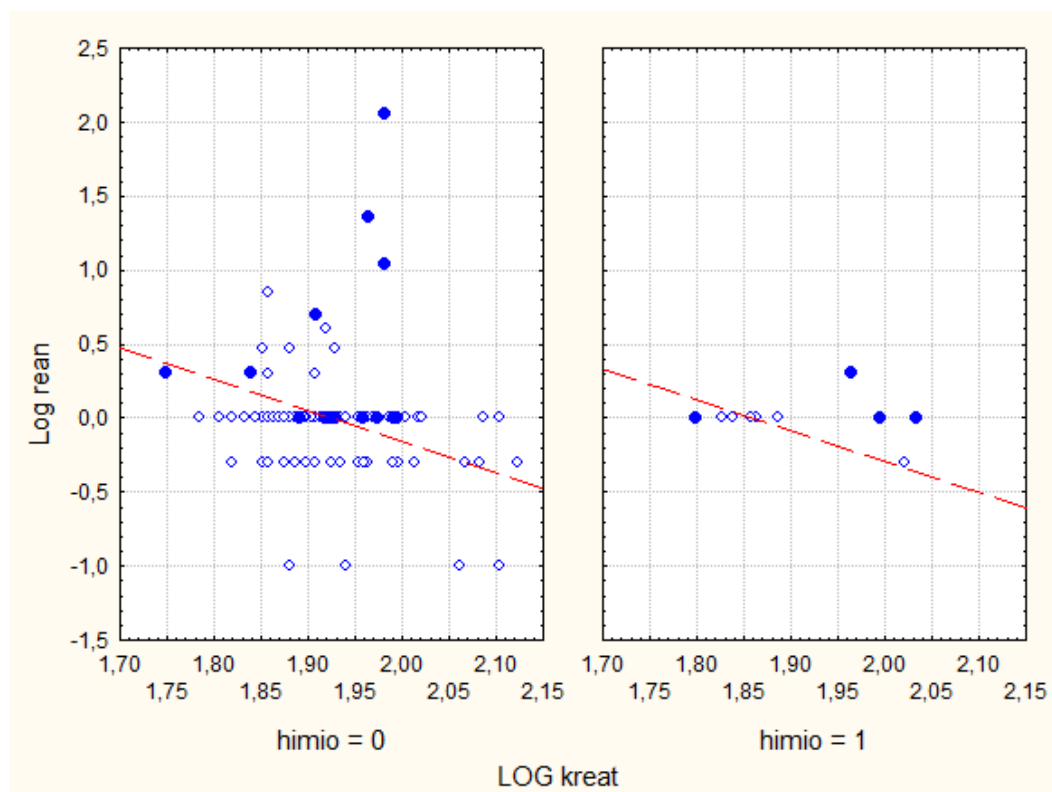 2,5
2,0
1,5
1,0
0,5
0,0
-0,5
-1,0
-1,5
Log rean
1,70 1,80 1,90 2,00 2,10
1,75 1,85 1,95 2,05 2,15
1,70 1,80 1,90 2,00 2,10
1,75 1,85 1,95 2,05 2,15
himio = 0
himio = 1
LOG kreat